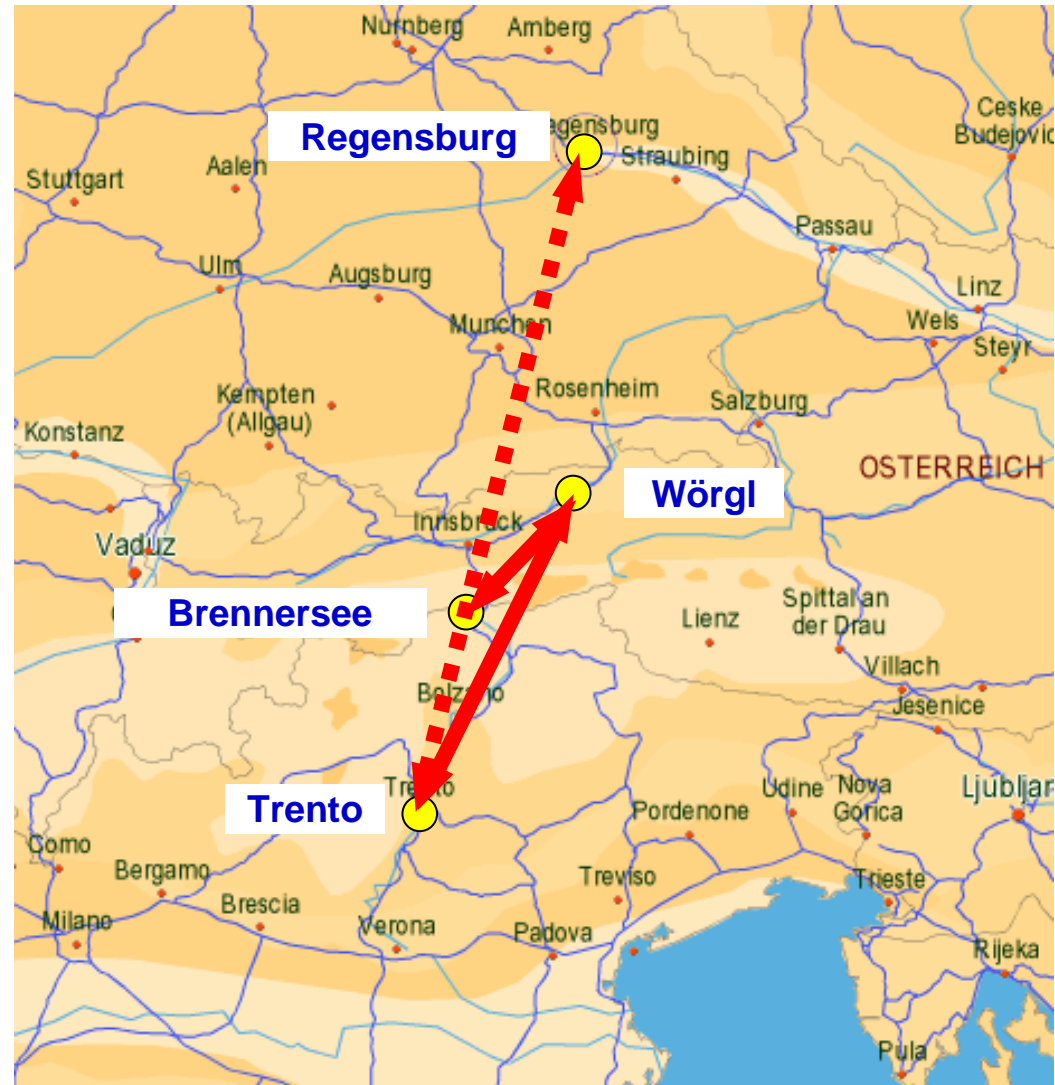 Nurnberg
Amberg
Regensburg
egensburg
Straubing
Ceske
Budejovic
Stuttgart
Aalen
Passau
Ulm
Augsburg
Linz
Munchen
Wels
Steyr
Kempten
(Allgau)
Rosenheim
Salzburg
Konstanz
OSTERREICH
Wörgl
Innsbruck
Vaduz
Brennersee
Lienz
Spittal an
der Drau
Villach
Bolzano
Jesenice
Trento
Trento
Udine
Nova
Gorica
Ljubljan
Pordenone
Como
Bergamo
Treviso
Trieste
Brescia
Milano
Verona
Padova
Rijeka
Pula